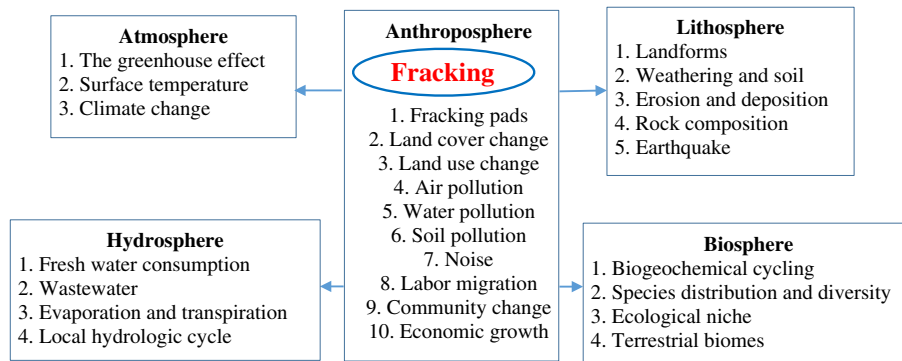 Atmosphere
1. The greenhouse effect
2. Surface temperature
3. Climate change
Anthroposphere
Fracking
1. Fracking pads
2. Land cover change
3. Land use change
4. Air pollution
5. Water pollution
6. Soil pollution
7. Noise
8. Labor migration
9. Community change
10. Economic growth
Lithosphere
1. Landforms
2. Weathering and soil
3. Erosion and deposition
4. Rock composition
5. Earthquake
Hydrosphere
1. Fresh water consumption
2. Wastewater
3. Evaporation and transpiration
4. Local hydrologic cycle
Biosphere
1. Biogeochemical cycling
2. Species distribution and diversity
3. Ecological niche
4. Terrestrial biomes